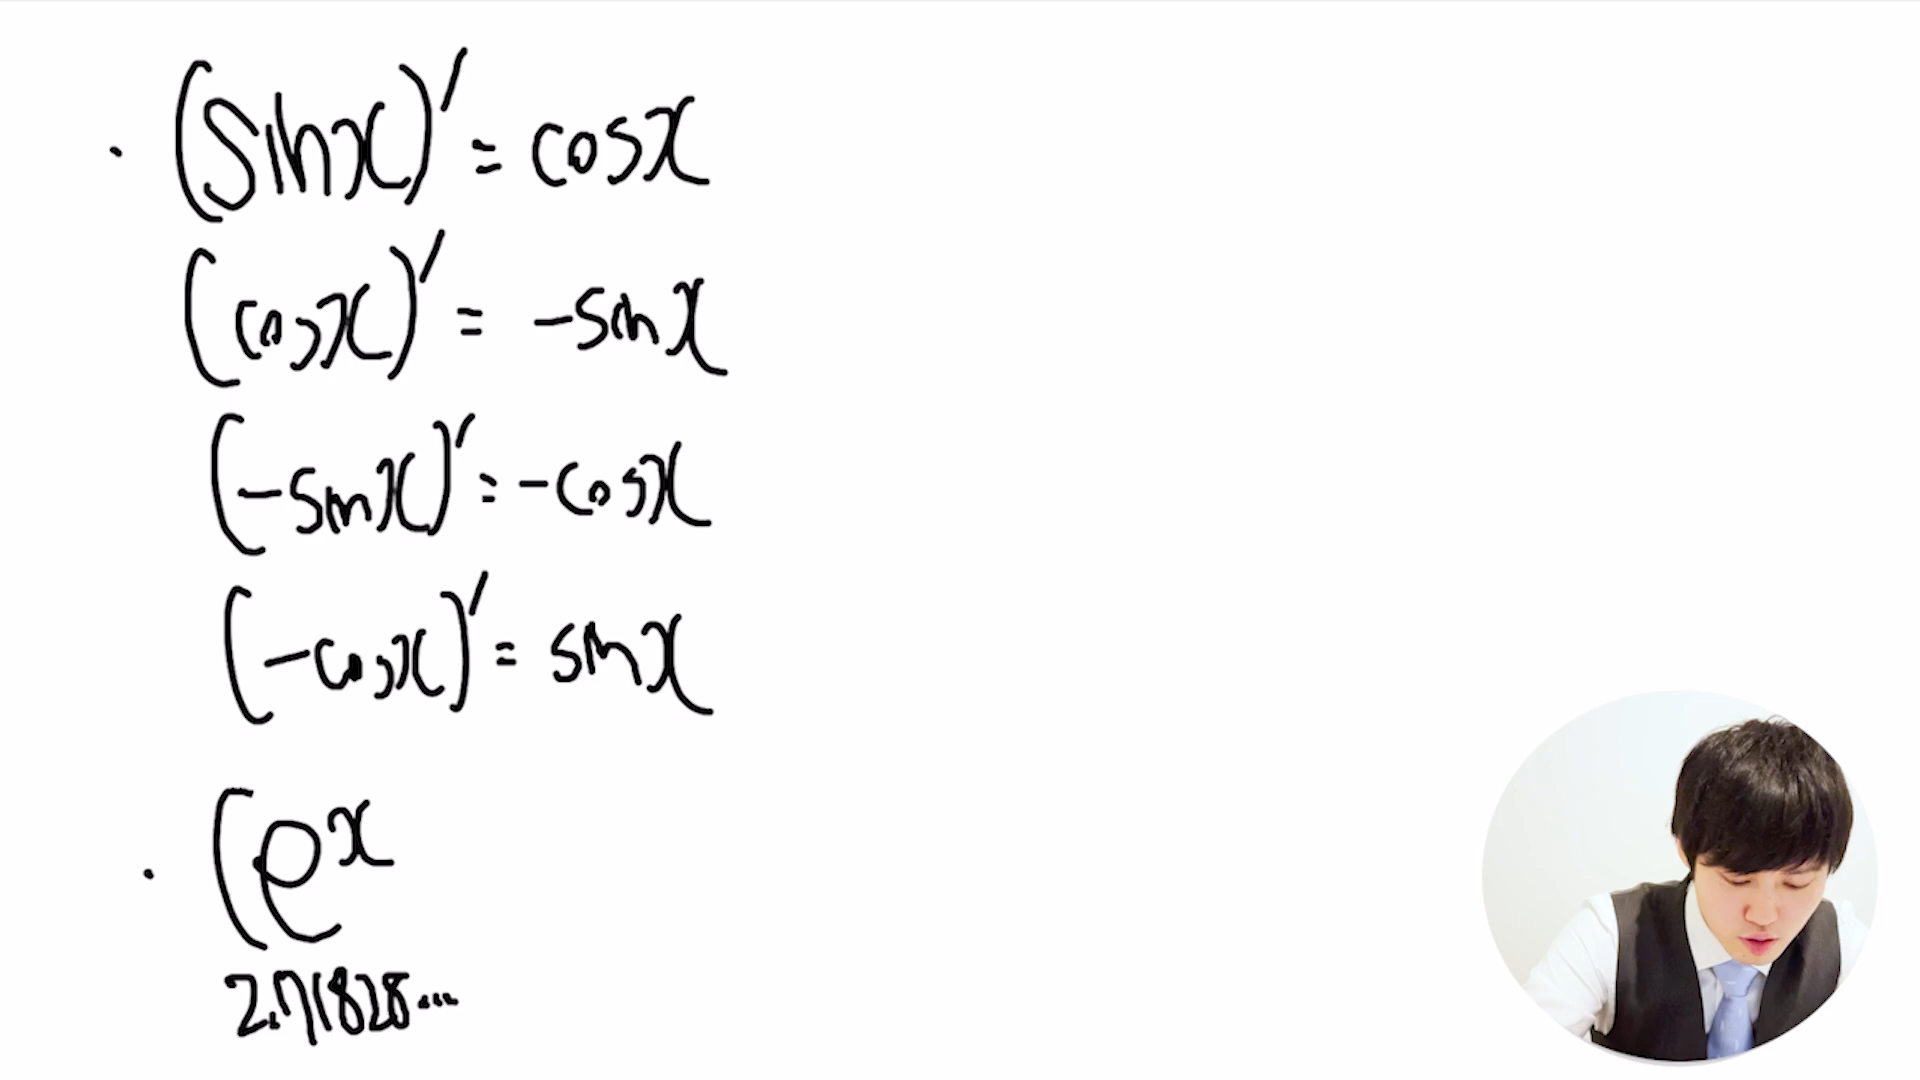 · (sinx)' = cosx
(cosx)' = -sinx
(-sinx)' = -cosx
(-cosx)' = sinx
· (e^x
2.71828...